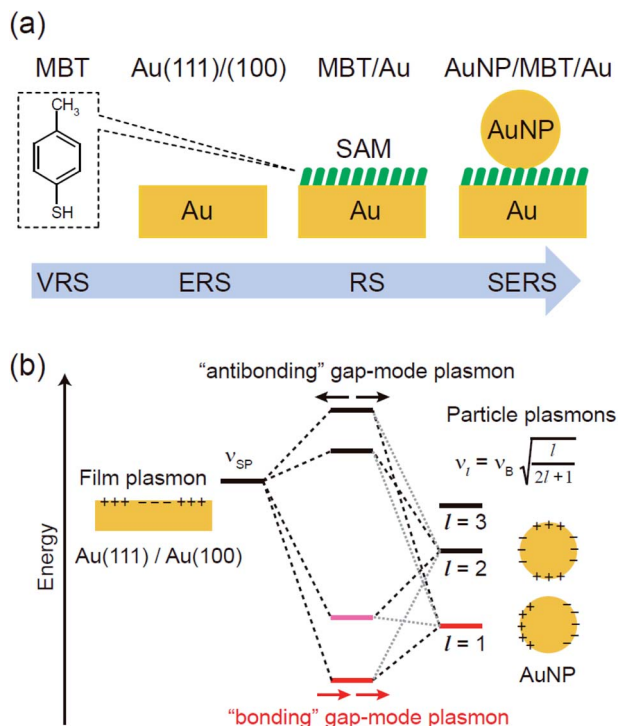 (a)
MBT Au(111)/(100) MBT/Au AuNP/MBT/Au
CH3
SH
SAM
AuNP
Au Au Au
VRS ERS RS SERS
(b)
Energy
"antibonding" gap-mode plasmon
Particle plasmons
νl = νB √(l / 2l+1)
νSP
Film plasmon
+++ – – – +++
Au(111) / Au(100)
l = 3
l = 2
l = 1
AuNP
"bonding" gap-mode plasmon